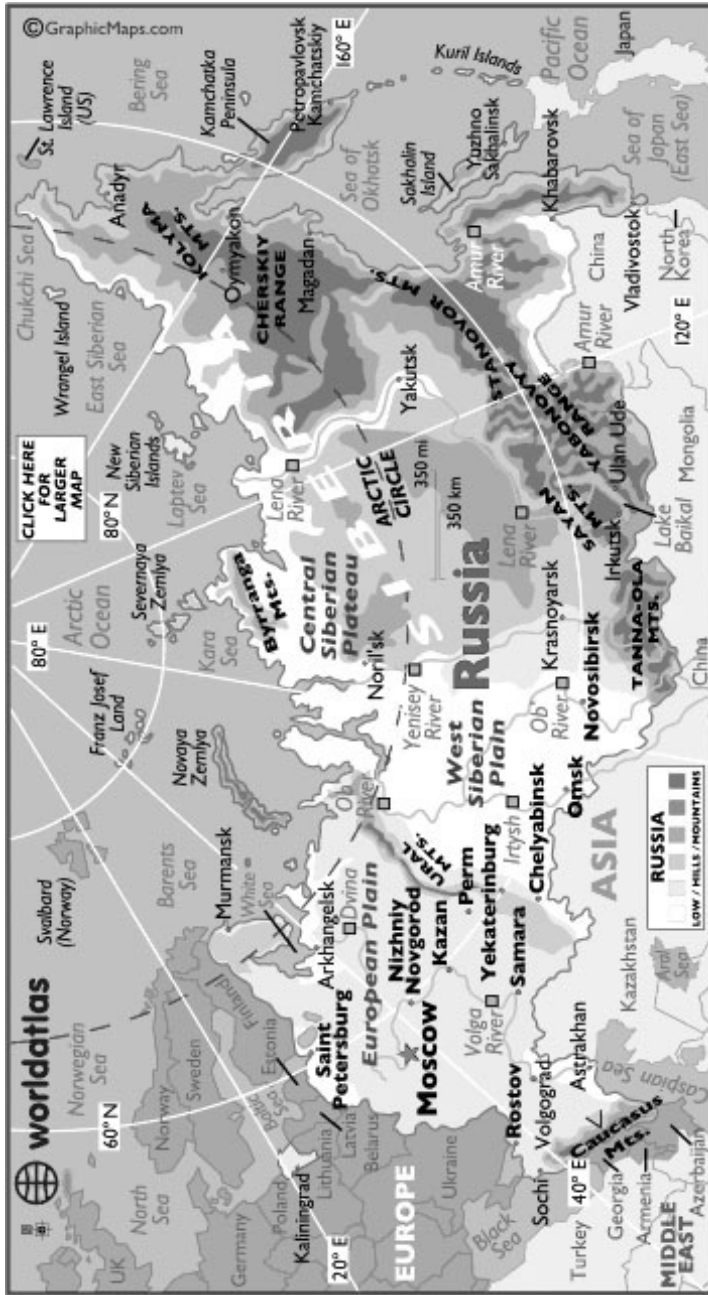 worldatlas
©GraphicMaps.com
CLICK HERE
FOR
LARGER
MAP
St. Lawrence
Island
(US)
Bering
Sea
Chukchi Sea
Wrangel Island
East Siberian
Sea
New
Siberian
Islands
80° N
Laptev
Sea
80° E
Arctic
Ocean
Severnaya
Zemlya
Franz Josef
Land
Kara
Sea
Novaya
Zemlya
Svalbard
(Norway)
Barents
Sea
Norwegian
Sea
60° N
North
Sea
UK
Norway
Sweden
Finland
Murmansk
White
Sea
Arkhangelsk
Dvina
Germany
Poland
Baltic
Sea
Estonia
Latvia
Lithuania
Kaliningrad
Belarus
20° E
EUROPE
Ukraine
Saint
Petersburg
European Plain
Moscow
Nizhniy
Novgorod
Kazan
Perm
URAL
MTS.
Yekaterinburg
Samara
Volga
River
Chelyabinsk
Irtysh
Omsk
Ob'
River
West
Siberian
Plain
Yenisey
River
Noril'sk
Byrranga
Mts.
Central
Siberian
Plateau
Lena
River
SIBERIA
ARCTIC
CIRCLE
350 mi
350 km
Russia
Anadyr
KOLYMA
MTS.
Oymyakon
CHERSKIY
RANGE
Magadan
Kamchatka
Peninsula
Petropavlovsk
Kamchatskiy
160° E
Kuril Islands
Pacific
Ocean
Japan
Sea of
Okhotsk
Sakhalin
Island
Yuzhno
Sakhalinsk
Khabarovsk
Sea of
Japan
(East Sea)
Amur
River
STANOVOR MTS.
Yakutsk
China
Vladivostok
North
Korea
Amur
River
120° E
YABONOVYY
RANGE
Ulan Ude
SAYAN
MTS.
Lena
River
Irkutsk
Lake
Baikal
Mongolia
Krasnoyarsk
Ob'
River
Novosibirsk
TANNA-OLA
MTS.
China
ASIA
Kazakhstan
Aral
Sea
Rostov
Volgograd
Astrakhan
Sochi
Black
Sea
40° E
Caucasus
Mts.
Caspian
Sea
Turkey
Georgia
Armenia
Azerbaijan
MIDDLE
EAST
RUSSIA
LOW / HILLS / MOUNTAINS